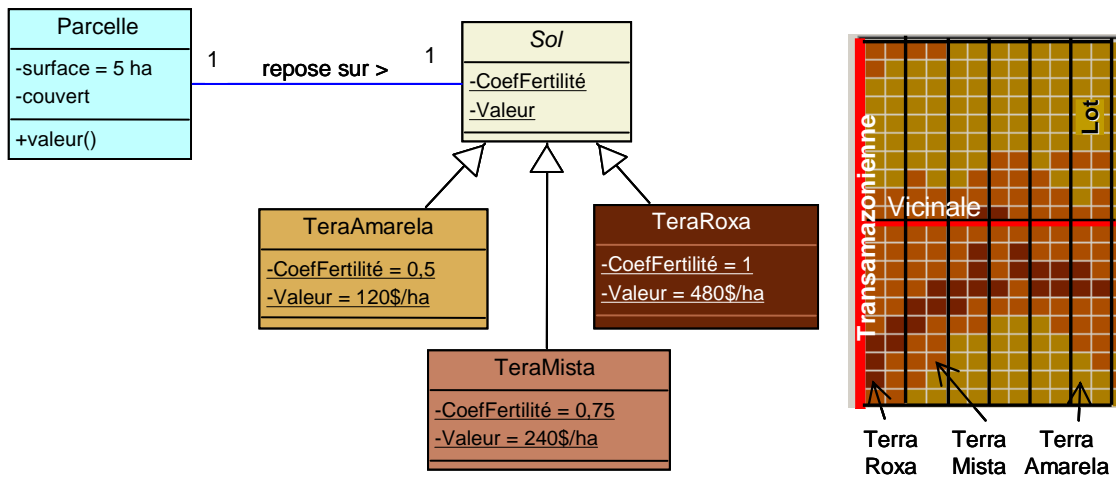 Parcelle
-surface = 5 ha
-couvert
+valeur()
1
repose sur >
1
Sol
-CoefFertilité
-Valeur
TeraAmarela
-CoefFertilité = 0,5
-Valeur = 120$/ha
TeraRoxa
-CoefFertilité = 1
-Valeur = 480$/ha
TeraMista
-CoefFertilité = 0,75
-Valeur = 240$/ha
Transamazonienne
Lot
Vicinale
Terra
Roxa
Terra
Mista
Terra
Amarela